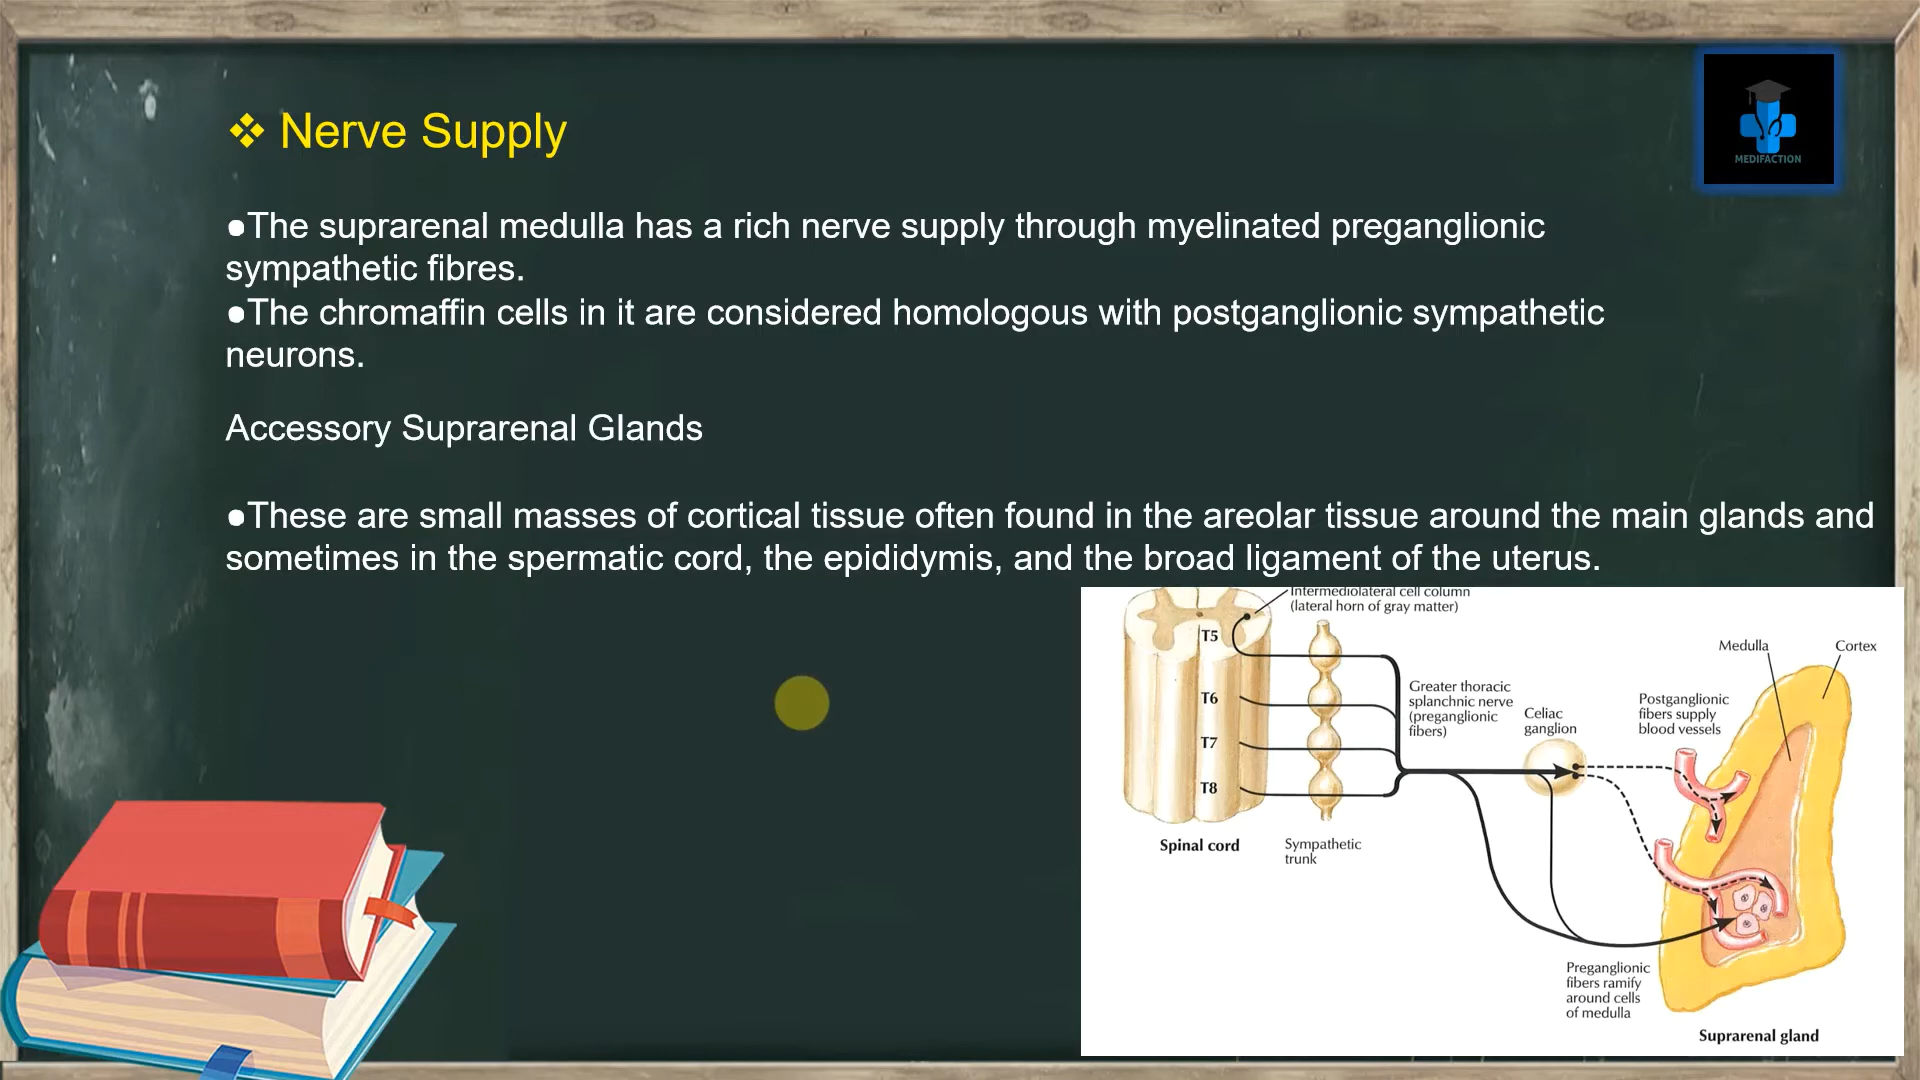 ❖ Nerve Supply
MEDIFACTION
●The suprarenal medulla has a rich nerve supply through myelinated preganglionic
sympathetic fibres.
●The chromaffin cells in it are considered homologous with postganglionic sympathetic
neurons.
Accessory Suprarenal Glands
●These are small masses of cortical tissue often found in the areolar tissue around the main glands and
sometimes in the spermatic cord, the epididymis, and the broad ligament of the uterus.
Intermediolateral cell column
(lateral horn of gray matter)
T5
T6
T7
T8
Spinal cord
Sympathetic
trunk
Greater thoracic
splanchnic nerve
(preganglionic
fibers)
Celiac
ganglion
Postganglionic
fibers supply
blood vessels
Medulla
Cortex
Preganglionic
fibers ramify
around cells
of medulla
Suprarenal gland